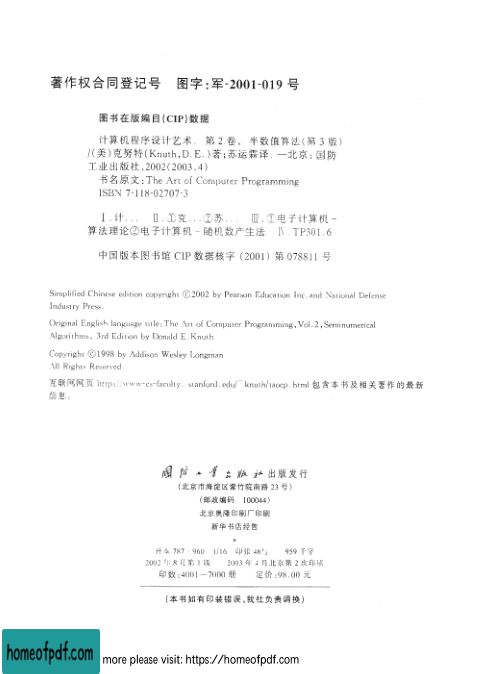 著作权合同登记号 图字:军-2001-019 号
图书在版编目(CIP)数据
计算机程序设计艺术. 第 2 卷, 半数值算法(第 3 版)
/(美)克努特(Knuth,D.E.)著;苏运霖译. —北京:国防
工业出版社,2002(2003.4)
书名原文:The Art of Computer Programming
ISBN 7-118-02707-3
Ⅰ.计... Ⅱ.①克...②苏... Ⅲ.①电子计算机-
算法理论②电子计算机-随机数产生法 Ⅳ.TP301.6
中国版本图书馆 CIP 数据核字 (2001) 第 078811 号
Simplified Chinese edition copyright ©2002 by Pearson Education Inc. and National Defense
Industry Press.
Original English language title: The Art of Computer Programming, Vol. 2, Seminumerical
Algorithms, 3rd Edition by Donald E. Knuth
Copyright ©1998 by Addison Wesley Longman
All Rights Reserved.
互联网网页 http://www-cs-faculty.stanford.edu/~knuth/taocp.html 包含本书及相关著作的最新
信息。
国防工业出版社出版发行
(北京市海淀区紫竹院南路 23 号)
(邮政编码 100044)
北京奥隆印刷厂印刷
新华书店经售
*
开本 787×960 1/16 印张 959 千字
2002 年 8 月第 1 版 2003 年 4 月北京第 2 次印刷
印数:4001—7000 册 定价:98.00 元
(本书如有印装错误,我社负责调换)
homeofpdf.com more please visit: https://homeofpdf.com